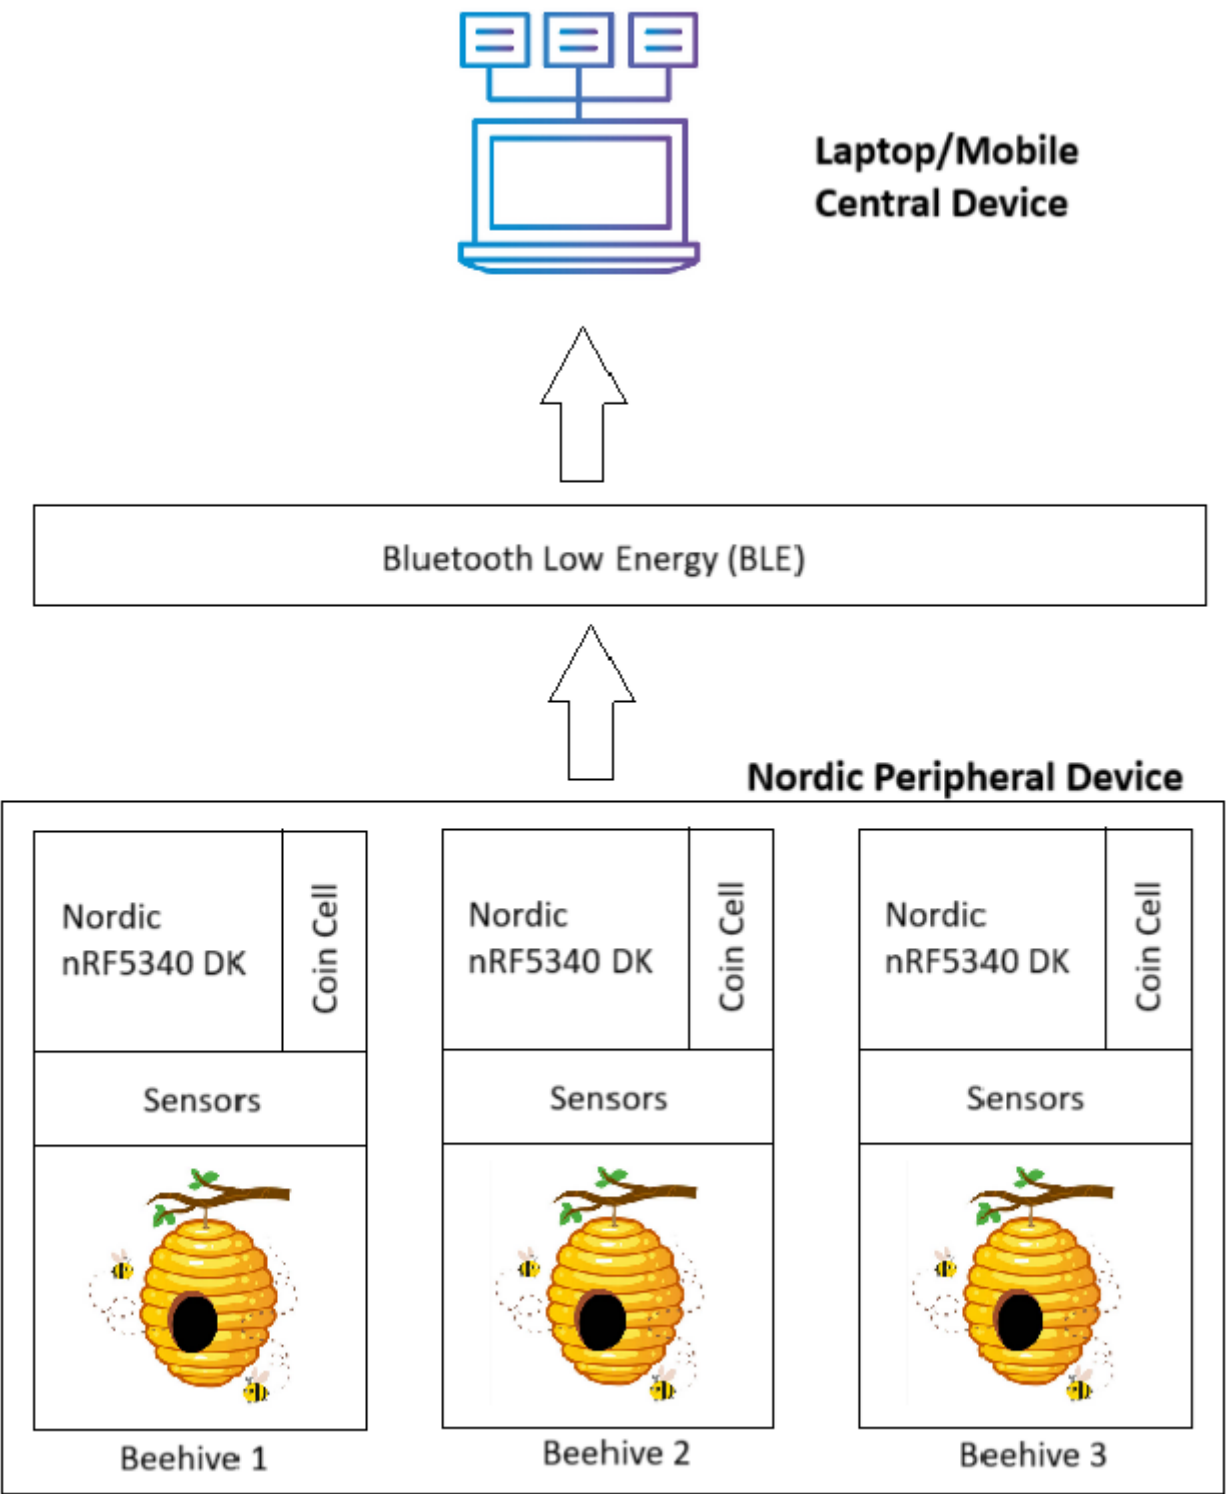 Laptop/Mobile
Central Device
Bluetooth Low Energy (BLE)
Nordic Peripheral Device
Nordic
nRF5340 DK
Coin Cell
Sensors
Beehive 1
Nordic
nRF5340 DK
Coin Cell
Sensors
Beehive 2
Nordic
nRF5340 DK
Coin Cell
Sensors
Beehive 3